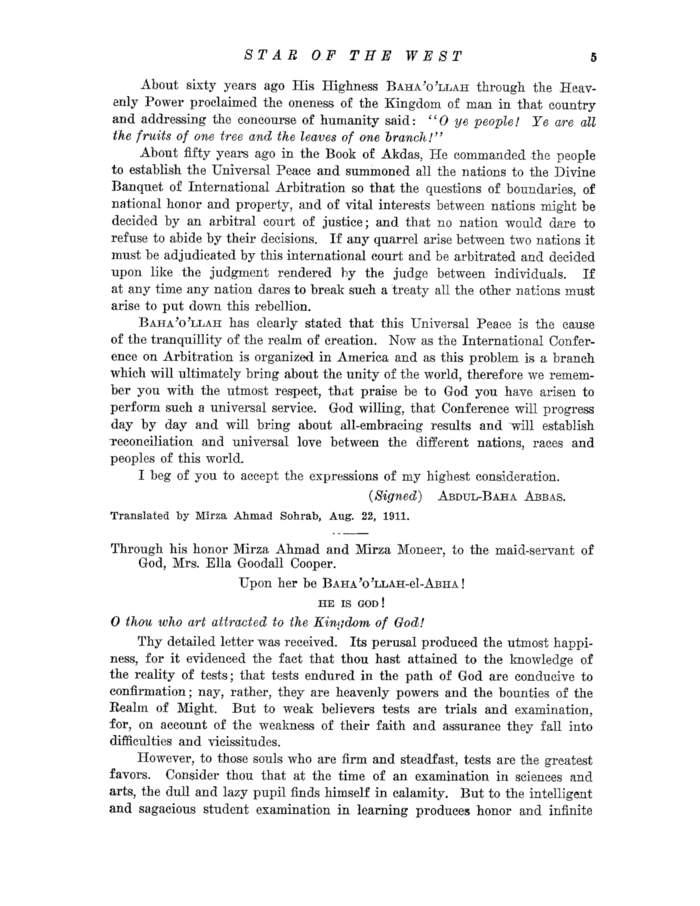 STAR OF THE WEST 5
About sixty years ago His Highness BAHA'O'LLAH through the Heav-
enly Power proclaimed the oneness of the Kingdom of man in that country
and addressing the concourse of humanity said: "O ye people! Ye are all
the fruits of one tree and the leaves of one branch!"
About fifty years ago in the Book of Akdas, He commanded the people
to establish the Universal Peace and summoned all the nations to the Divine
Banquet of International Arbitration so that the questions of boundaries, of
national honor and property, and of vital interests between nations might be
decided by an arbitral court of justice; and that no nation would dare to
refuse to abide by their decisions. If any quarrel arise between two nations it
must be adjudicated by this international court and be arbitrated and decided
upon like the judgment rendered by the judge between individuals. If
at any time any nation dares to break such a treaty all the other nations must
arise to put down this rebellion.
BAHA'O'LLAH has clearly stated that this Universal Peace is the cause
of the tranquillity of the realm of creation. Now as the International Confer-
ence on Arbitration is organized in America and as this problem is a branch
which will ultimately bring about the unity of the world, therefore we remem-
ber you with the utmost respect, that praise be to God you have arisen to
perform such a universal service. God willing, that Conference will progress
day by day and will bring about all-embracing results and will establish
reconciliation and universal love between the different nations, races and
peoples of this world.
I beg of you to accept the expressions of my highest consideration.
(Signed) ABDUL-BAHA ABBAS.
Translated by Mirza Ahmad Sohrab, Aug. 22, 1911.
Through his honor Mirza Ahmad and Mirza Moneer, to the maid-servant of
God, Mrs. Ella Goodall Cooper.
Upon her be BAHA'O'LLAH-el-ABHA!
HE IS GOD!
O thou who art attracted to the Kingdom of God!
Thy detailed letter was received. Its perusal produced the utmost happi-
ness, for it evidenced the fact that thou hast attained to the knowledge of
the reality of tests; that tests endured in the path of God are conducive to
confirmation; nay, rather, they are heavenly powers and the bounties of the
Realm of Might. But to weak believers tests are trials and examination,
for, on account of the weakness of their faith and assurance they fall into
difficulties and vicissitudes.
However, to those souls who are firm and steadfast, tests are the greatest
favors. Consider thou that at the time of an examination in sciences and
arts, the dull and lazy pupil finds himself in calamity. But to the intelligent
and sagacious student examination in learning produces honor and infinite